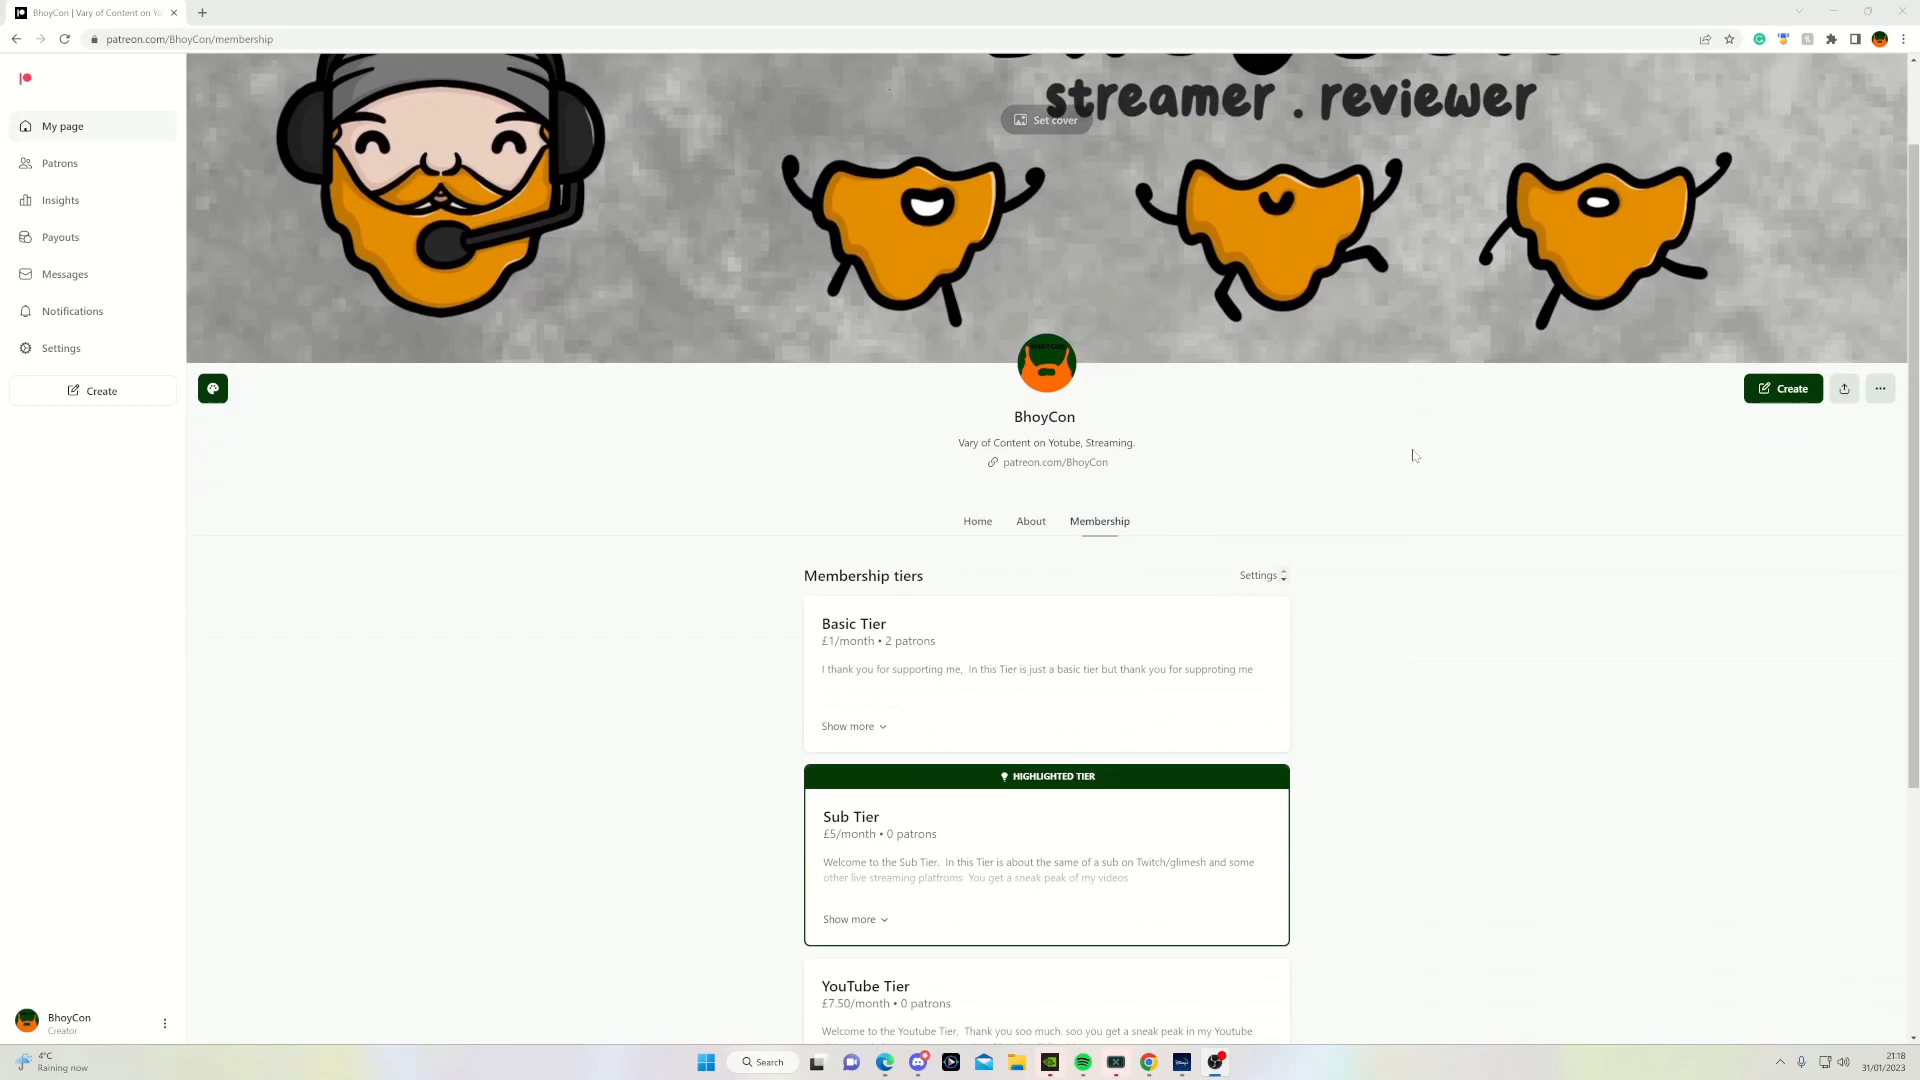 BhoyCon | Vary of Content on Yo
patreon.com/BhoyCon/membership
My page
Patrons
Insights
Payouts
Messages
Notifications
Settings
Create
streamer . reviewer
Set cover
Create
BhoyCon
Vary of Content on Yotube, Streaming.
patreon.com/BhoyCon
Home
About
Membership
Membership tiers
Settings
Basic Tier
£1/month • 2 patrons
I thank you for supporting me, In this Tier is just a basic tier but thank you for supproting me
Show more
HIGHLIGHTED TIER
Sub Tier
£5/month • 0 patrons
Welcome to the Sub Tier. In this Tier is about the same of a sub on Twitch/glimesh and some
other live streaming platfroms You get a sneak peak of my videos
Show more
YouTube Tier
£7.50/month • 0 patrons
Welcome to the Youtube Tier, Thank you soo much. soo you get a sneak peak in my Youtube
BhoyCon
Creator
4°C
Raining now
Search
21:18
31/01/2023